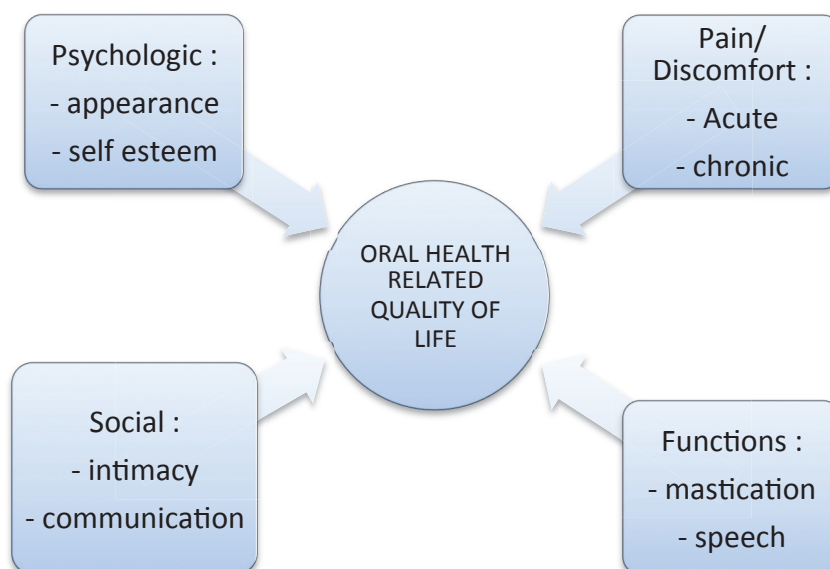 Psychologic :
- appearance
- self esteem
Pain/
Discomfort :
- Acute
- chronic
ORAL HEALTH
RELATED
QUALITY OF
LIFE
Social :
- intimacy
- communication
Functions :
- mastication
- speech